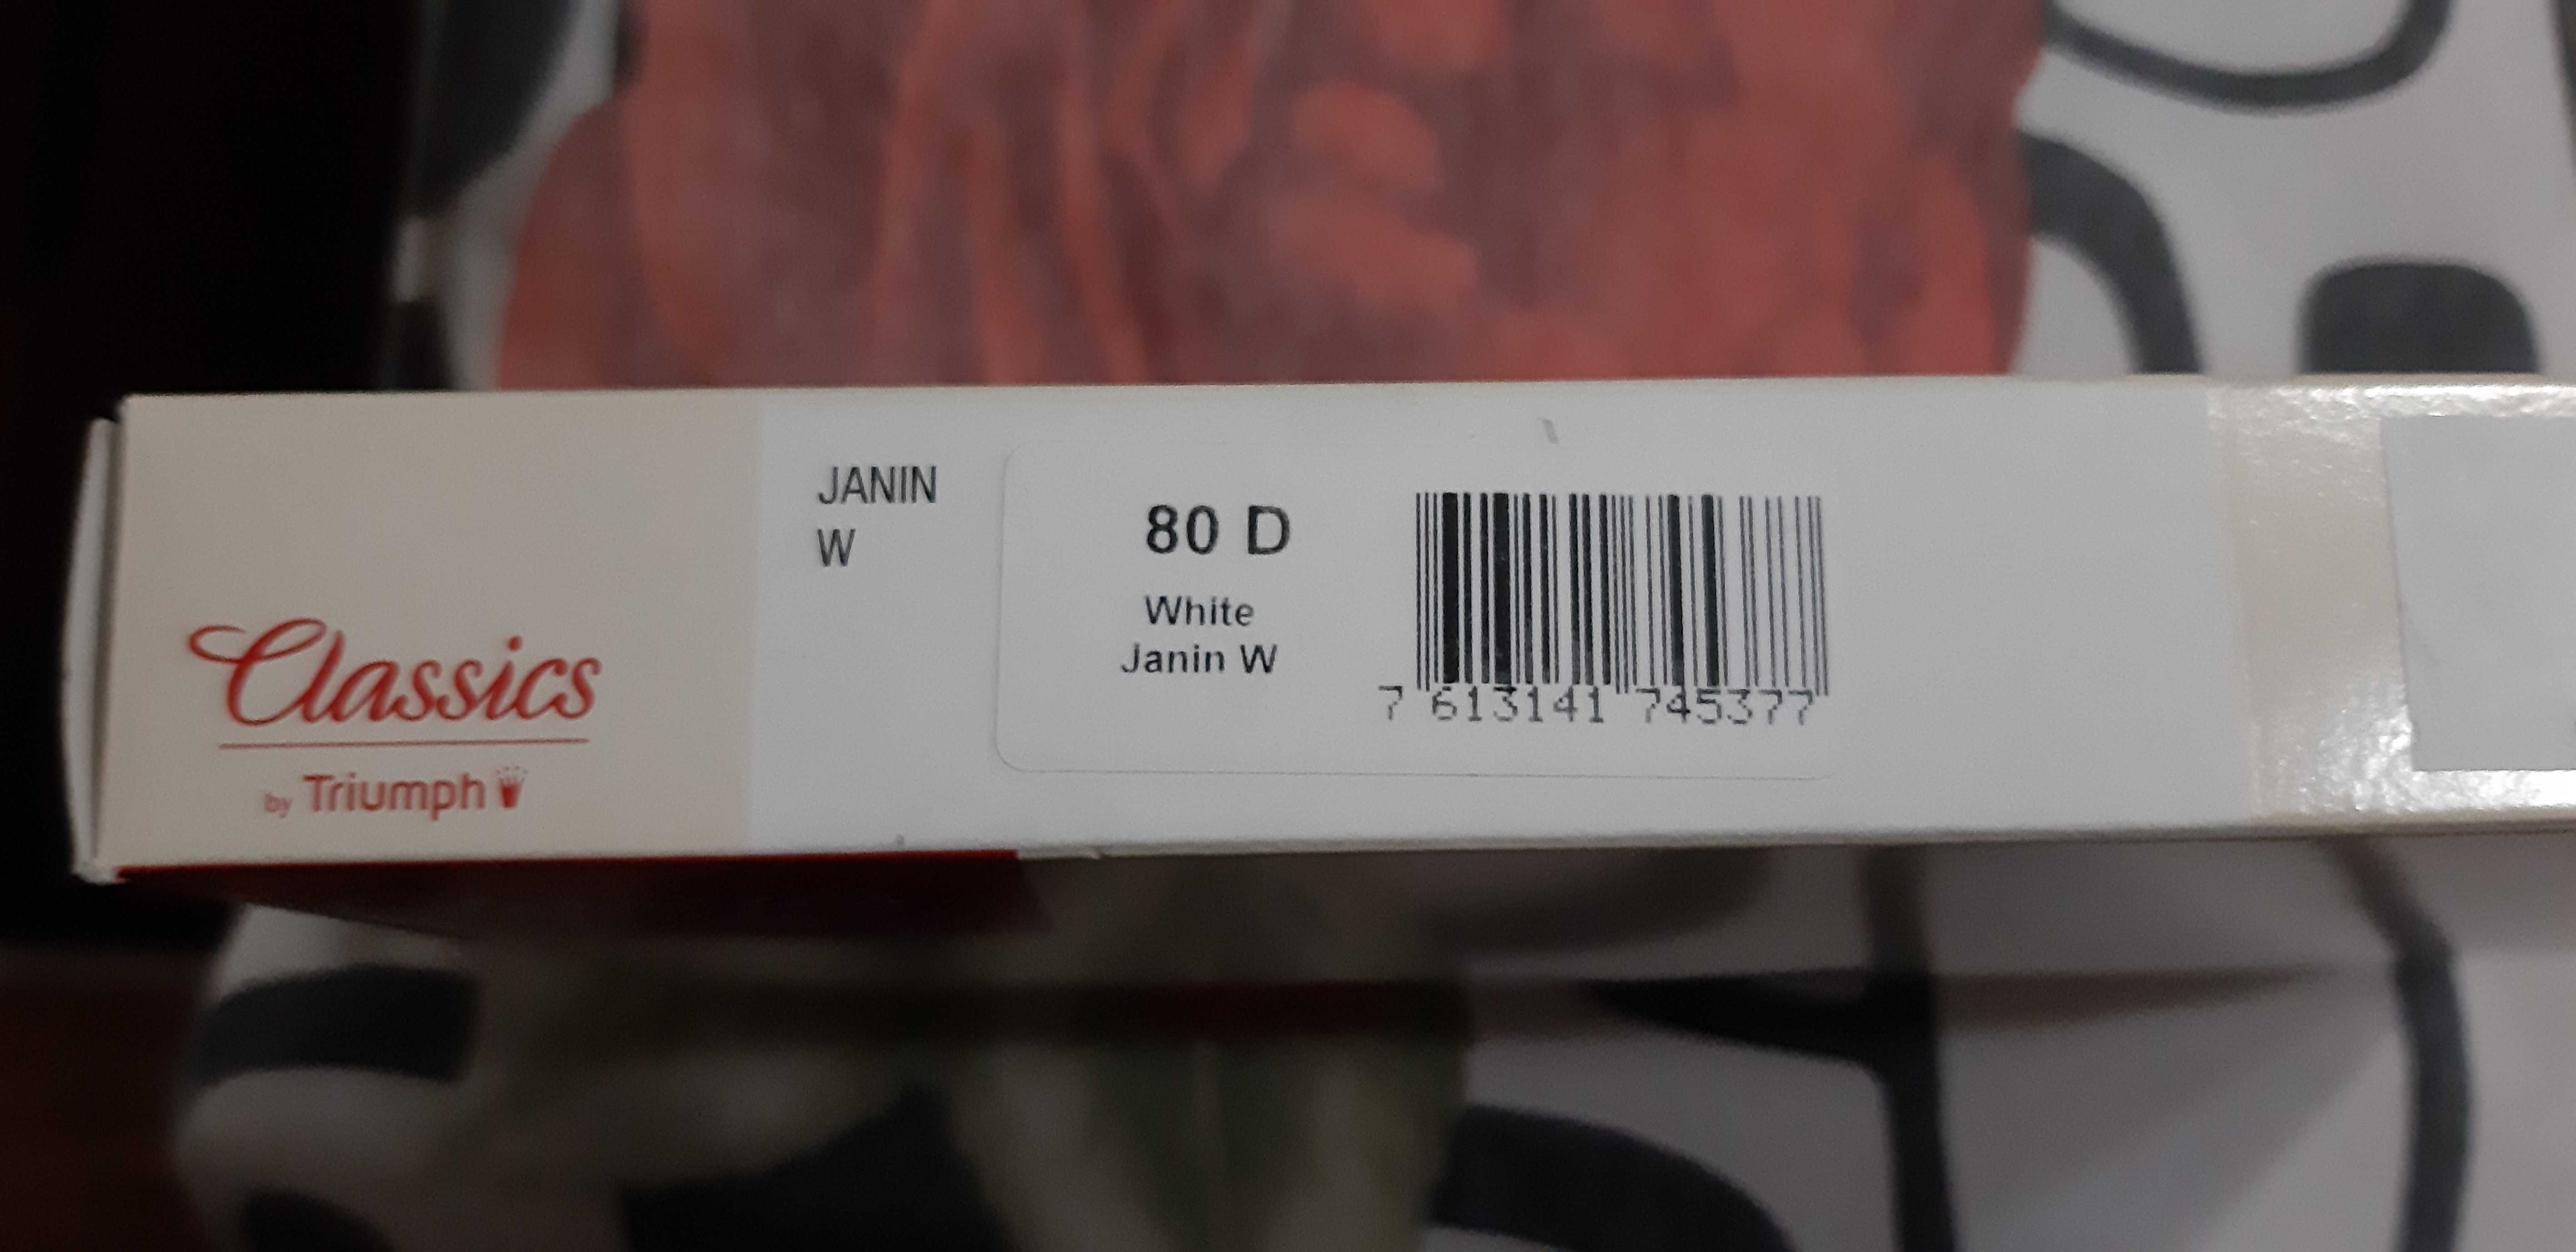 Classics
by Triumph
JANIN
W
80 D
White
Janin W
7 613141 745377